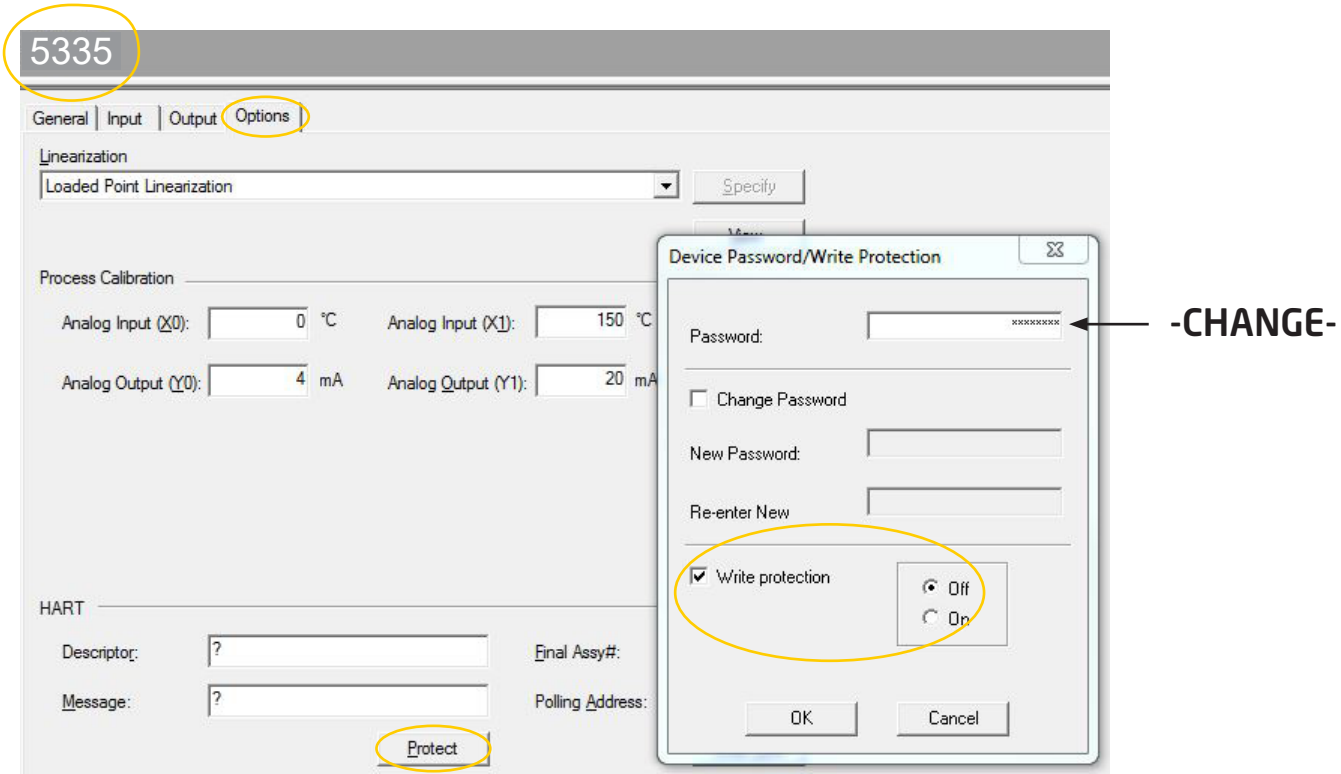 5335
General Input Output Options
Linearization
Loaded Point Linearization Specify
View
Device Password/Write Protection
Process Calibration
Analog Input (X0): 0 °C Analog Input (X1): 150 °C
Password: ×××××××× -CHANGE-
Analog Output (Y0): 4 mA Analog Output (Y1): 20 mA
Change Password
New Password:
Re-enter New
Write protection Off
On
HART
Descriptor: ? Final Assy#:
Message: ? Polling Address:
OK Cancel
Protect